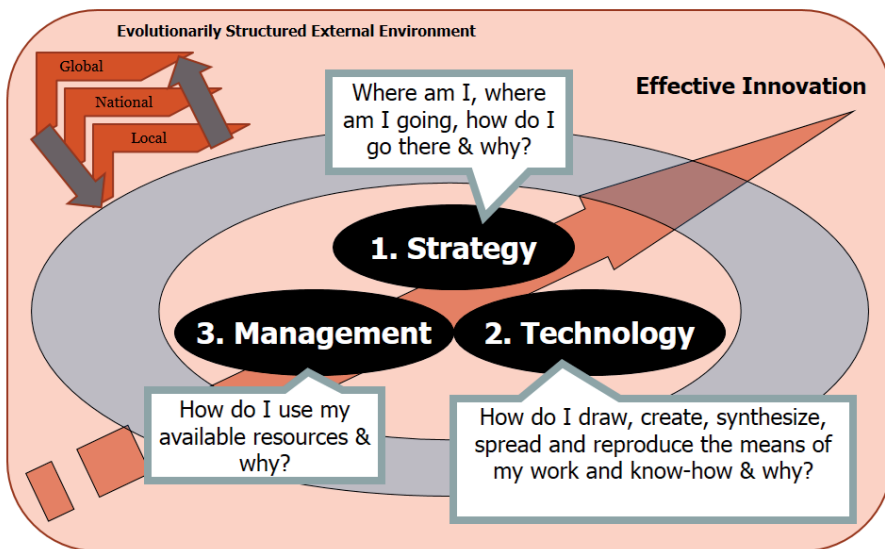 Evolutionarily Structured External Environment
Global
National
Local
Effective Innovation
Where am I, where
am I going, how do I
go there & why?
1. Strategy
3. Management
2. Technology
How do I use my
available resources &
why?
How do I draw, create, synthesize,
spread and reproduce the means of
my work and know-how & why?